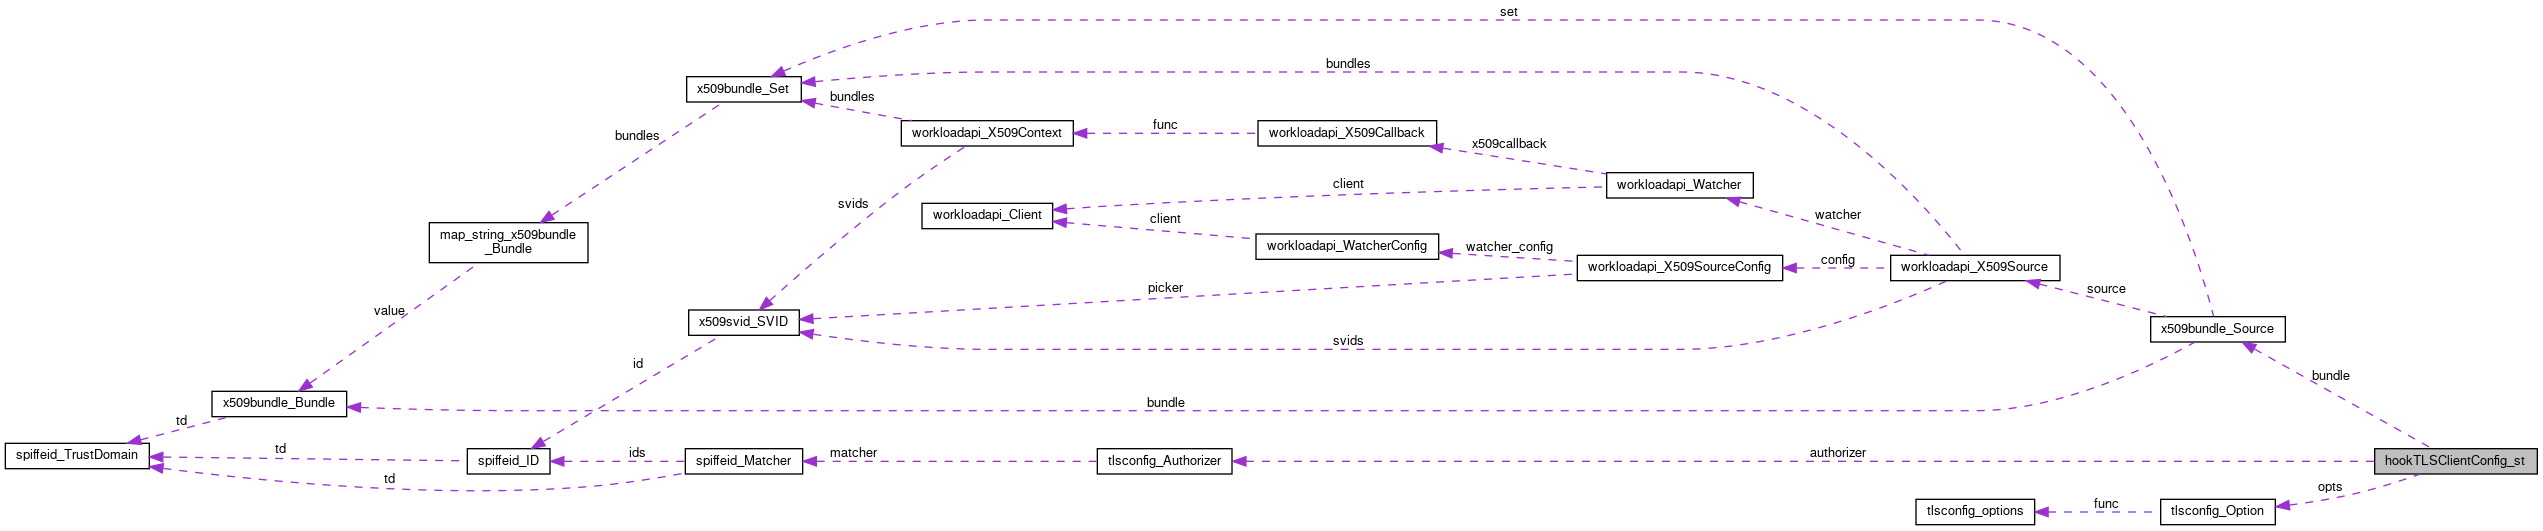 set
bundles
x509bundle_Set
bundles
workloadapi_X509Context
func
workloadapi_X509Callback
bundles
x509callback
client
workloadapi_Watcher
svids
workloadapi_Client
client
watcher
map_string_x509bundle
_Bundle
workloadapi_WatcherConfig
watcher_config
workloadapi_X509SourceConfig
config
workloadapi_X509Source
picker
source
value
x509svid_SVID
x509bundle_Source
svids
id
bundle
x509bundle_Bundle
bundle
td
spiffeid_TrustDomain
td
spiffeid_ID
ids
spiffeid_Matcher
matcher
tlsconfig_Authorizer
authorizer
hookTLSClientConfig_st
td
opts
tlsconfig_options
func
tlsconfig_Option